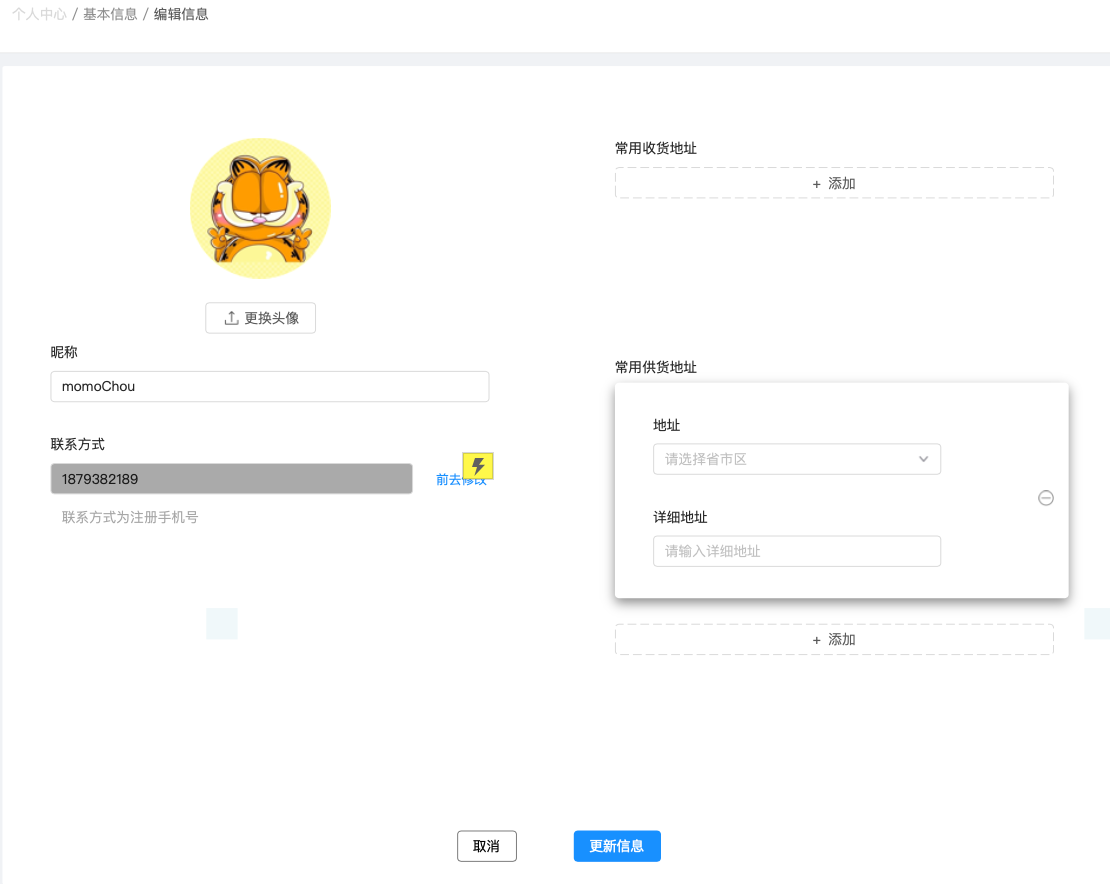 个人中心 / 基本信息 / 编辑信息
更换头像
昵称
momoChou
联系方式
1879382189
前去修改
联系方式为注册手机号
常用收货地址
+ 添加
常用供货地址
地址
请选择省市区
详细地址
请输入详细地址
+ 添加
取消
更新信息